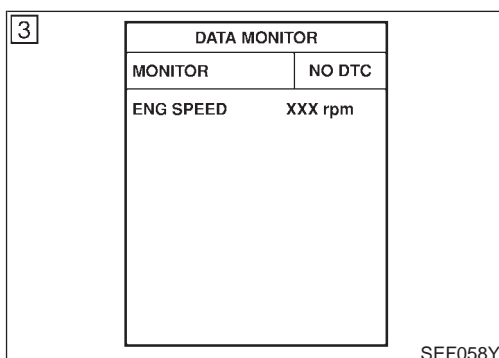 3
DATA MONITOR
MONITOR NO DTC
ENG SPEED XXX rpm
SEF058Y